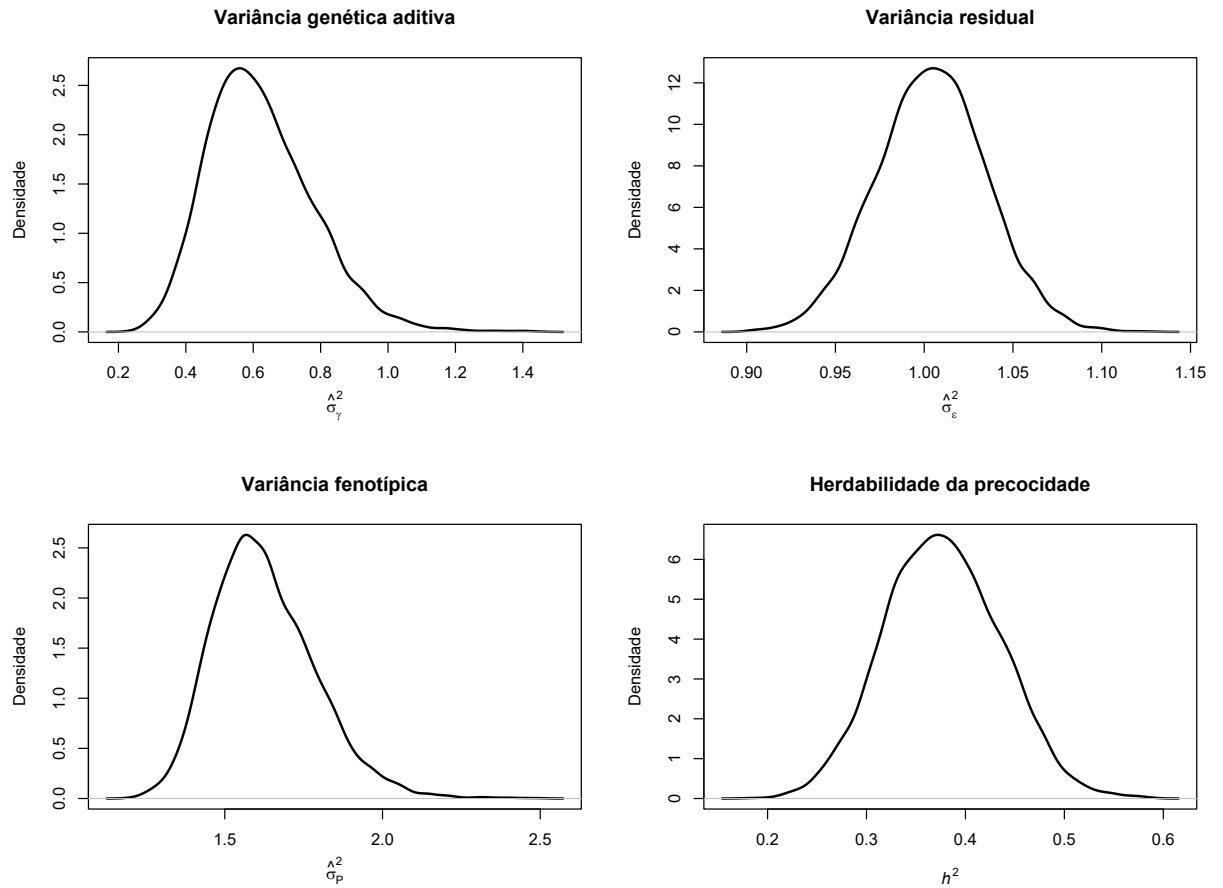 Variância genética aditiva
Densidade
0.0 0.5 1.0 1.5 2.0 2.5
0.2 0.4 0.6 0.8 1.0 1.2 1.4
σ̂²γ
Variância residual
Densidade
0 2 4 6 8 10 12
0.90 0.95 1.00 1.05 1.10 1.15
σ̂²ε
Variância fenotípica
Densidade
0.0 0.5 1.0 1.5 2.0 2.5
1.5 2.0 2.5
σ̂²P
Herdabilidade da precocidade
Densidade
0 1 2 3 4 5 6
0.2 0.3 0.4 0.5 0.6
h²